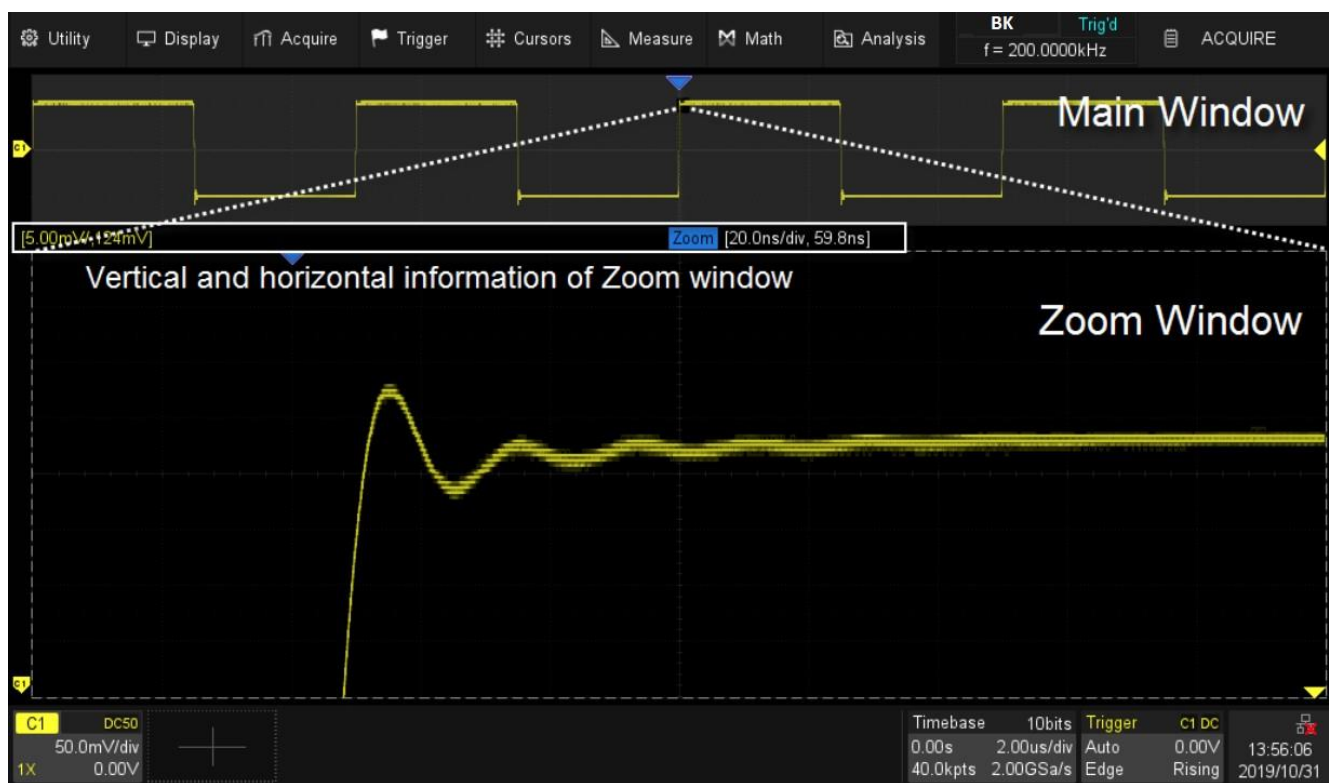 Utility Display Acquire Trigger Cursors Measure Math Analysis BK Trig'd ACQUIRE
f = 200.0000kHz
Main Window
C1
[5.00mV/, 124mV] Zoom [20.0ns/div, 59.8ns]
Vertical and horizontal information of Zoom window
Zoom Window
C1
C1 DC50 Timebase 10bits Trigger C1 DC
50.0mV/div 0.00s 2.00us/div Auto 0.00V 13:56:06
1X 0.00V 40.0kpts 2.00GSa/s Edge Rising 2019/10/31